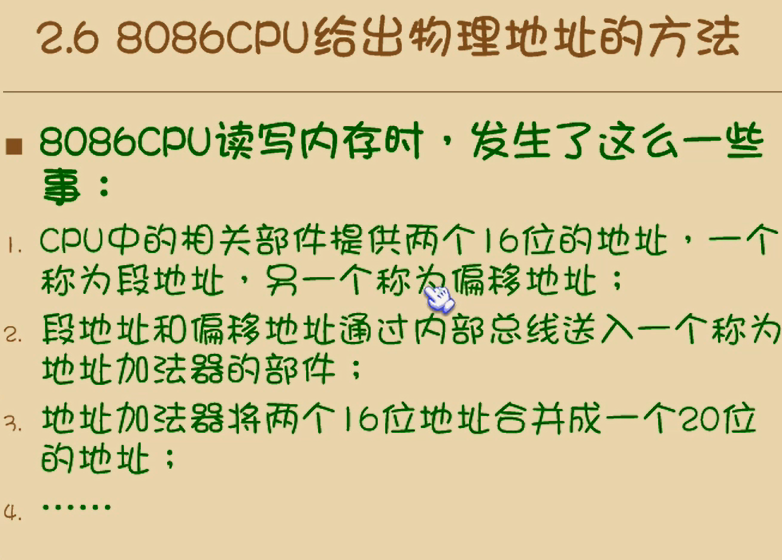 2.6 8086CPU给出物理地址的方法
■ 8086CPU读写内存时，发生了这么一些
事：
1. CPU中的相关部件提供两个16位的地址，一个
称为段地址，另一个称为偏移地址；
2. 段地址和偏移地址通过内部总线送入一个称为
地址加法器的部件；
3. 地址加法器将两个16位地址合并成一个20位
的地址；
4. ……